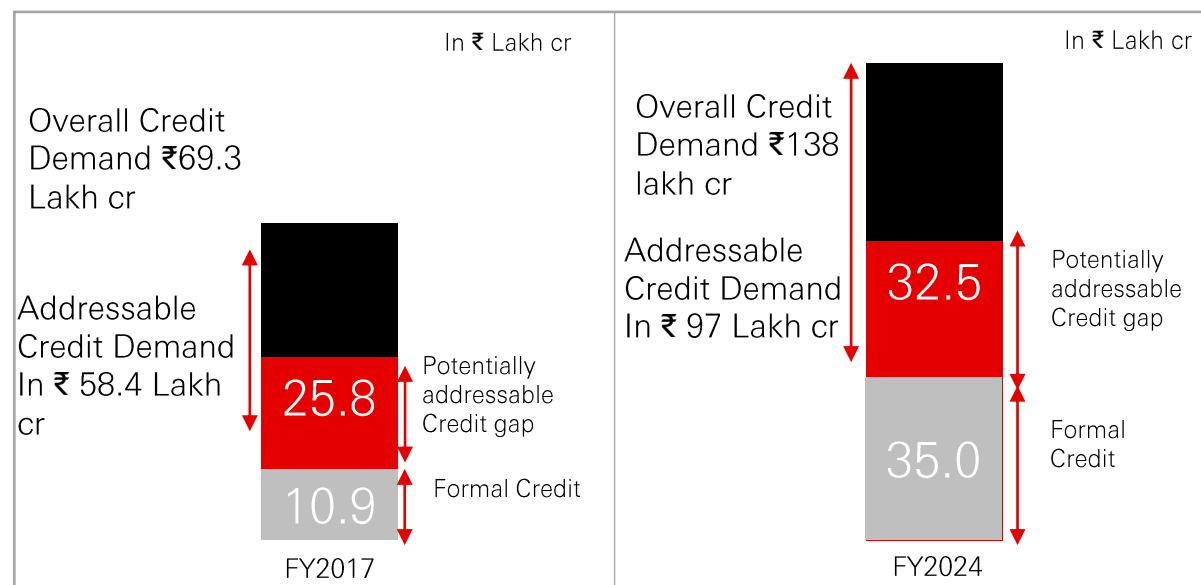 In ₹ Lakh cr
Overall Credit
Demand ₹69.3
Lakh cr
Addressable
Credit Demand
In ₹ 58.4 Lakh
cr
25.8
Potentially
addressable
Credit gap
10.9
Formal Credit
FY2017
In ₹ Lakh cr
Overall Credit
Demand ₹138
lakh cr
Addressable
Credit Demand
In ₹ 97 Lakh cr
32.5
Potentially
addressable
Credit gap
35.0
Formal
Credit
FY2024